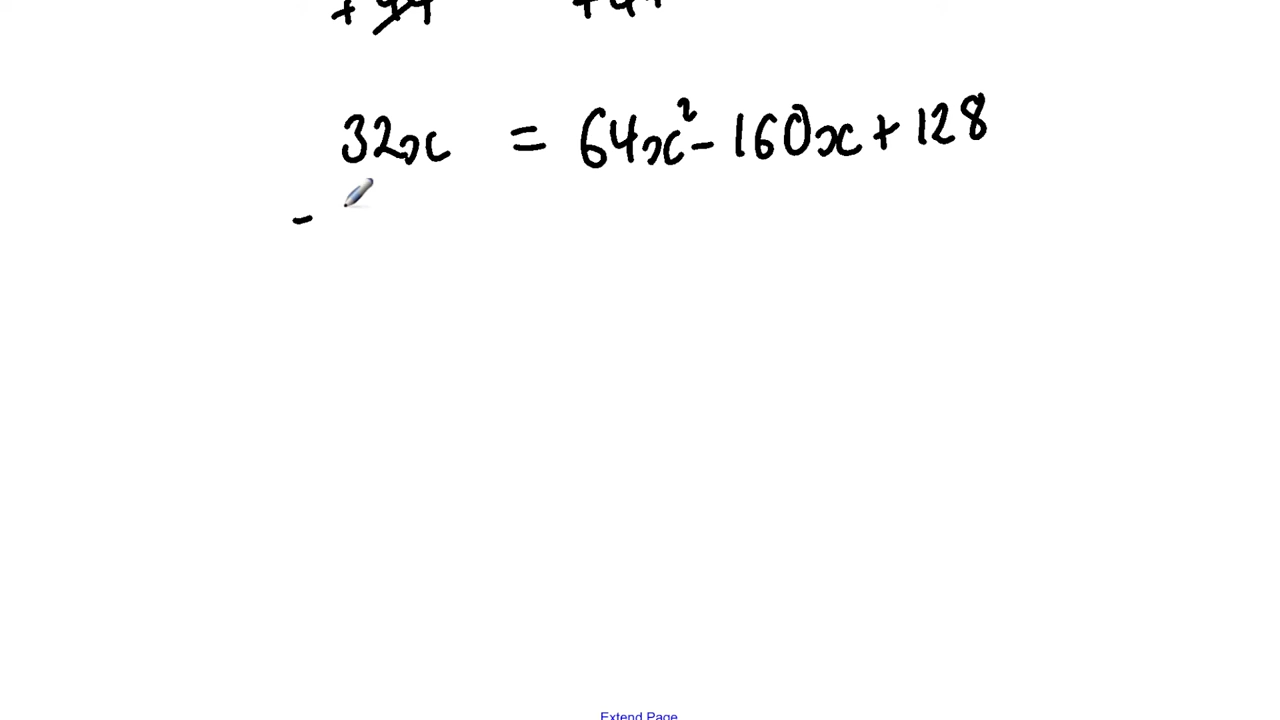 32x = 64x² - 160x + 128
-
Extend Page